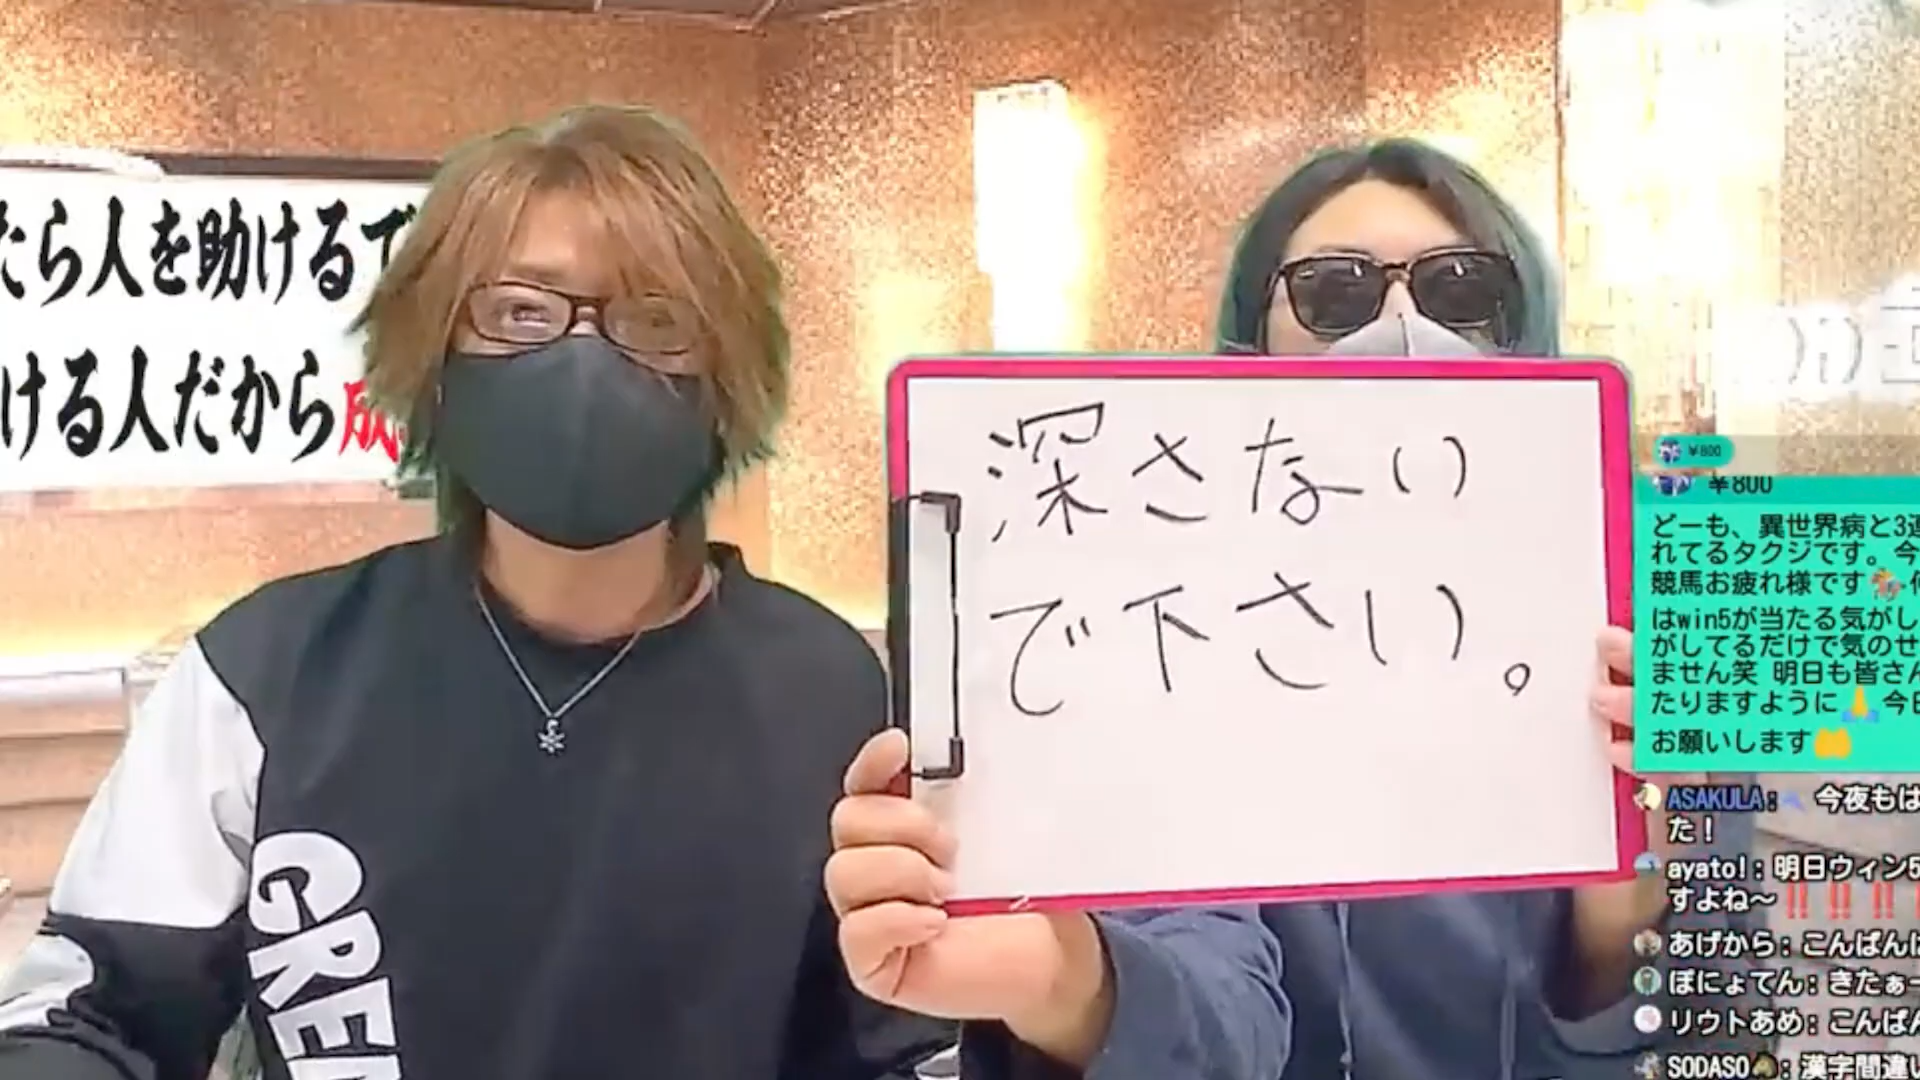 たら人を助けるで
ける人だから成
深さない
で下さい。
GREE
¥800
¥800
どーも、異世界病と3連
れてるタクジです。今
競馬お疲れ様です🏇
はwin5が当たる気がし
がしてるだけで気のせ
ません笑 明日も皆さん
たりますように🙏今日
お願いします🤲
ASAKULA: 今夜もは
た！
ayato!: 明日ウィン5
すよね〜‼️‼️‼️
あげから: こんばんは
ぽにょてん: きたぁー
リウトあめ: こんばん
SODASO: 漢字間違い